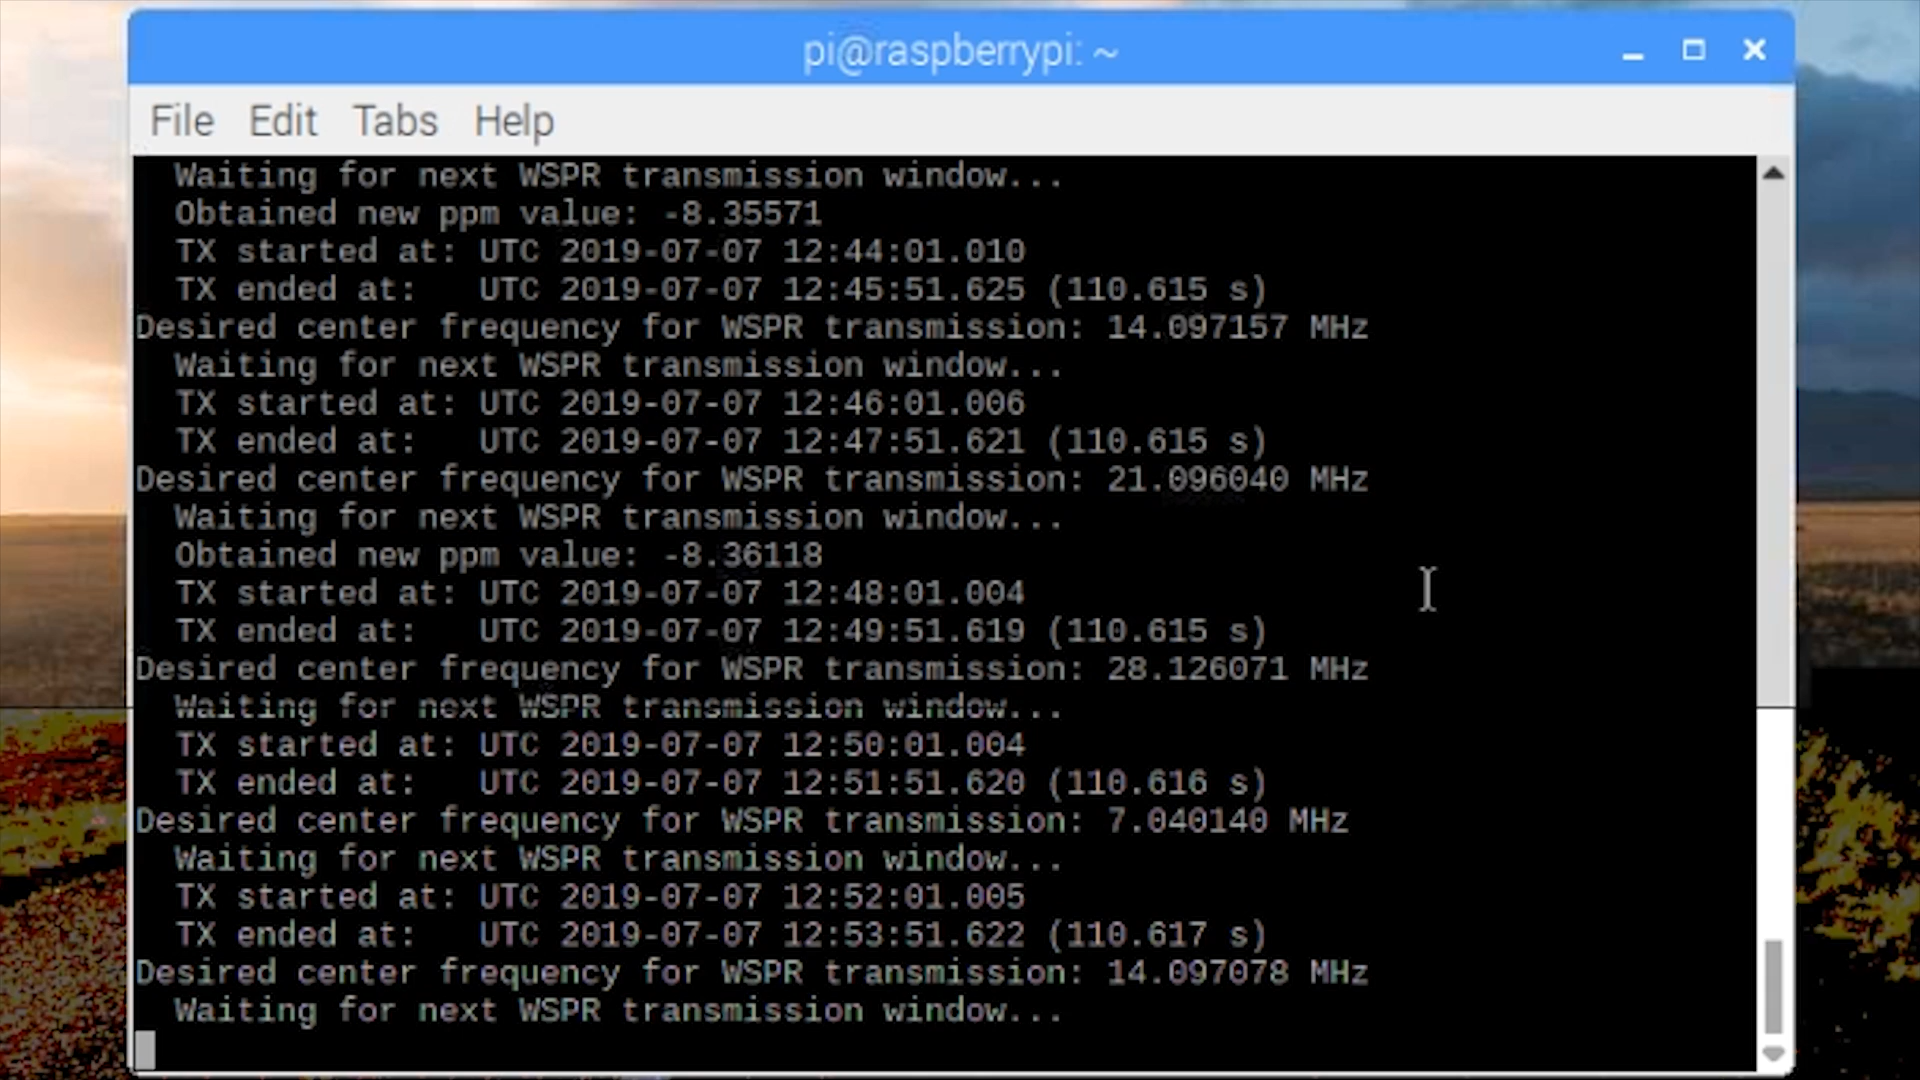 pi@raspberrypi: ~
File Edit Tabs Help
Waiting for next WSPR transmission window...
Obtained new ppm value: -8.35571
TX started at: UTC 2019-07-07 12:44:01.010
TX ended at:   UTC 2019-07-07 12:45:51.625 (110.615 s)
Desired center frequency for WSPR transmission: 14.097157 MHz
Waiting for next WSPR transmission window...
TX started at: UTC 2019-07-07 12:46:01.006
TX ended at:   UTC 2019-07-07 12:47:51.621 (110.615 s)
Desired center frequency for WSPR transmission: 21.096040 MHz
Waiting for next WSPR transmission window...
Obtained new ppm value: -8.36118
TX started at: UTC 2019-07-07 12:48:01.004
TX ended at:   UTC 2019-07-07 12:49:51.619 (110.615 s)
Desired center frequency for WSPR transmission: 28.126071 MHz
Waiting for next WSPR transmission window...
TX started at: UTC 2019-07-07 12:50:01.004
TX ended at:   UTC 2019-07-07 12:51:51.620 (110.616 s)
Desired center frequency for WSPR transmission: 7.040140 MHz
Waiting for next WSPR transmission window...
TX started at: UTC 2019-07-07 12:52:01.005
TX ended at:   UTC 2019-07-07 12:53:51.622 (110.617 s)
Desired center frequency for WSPR transmission: 14.097078 MHz
Waiting for next WSPR transmission window...